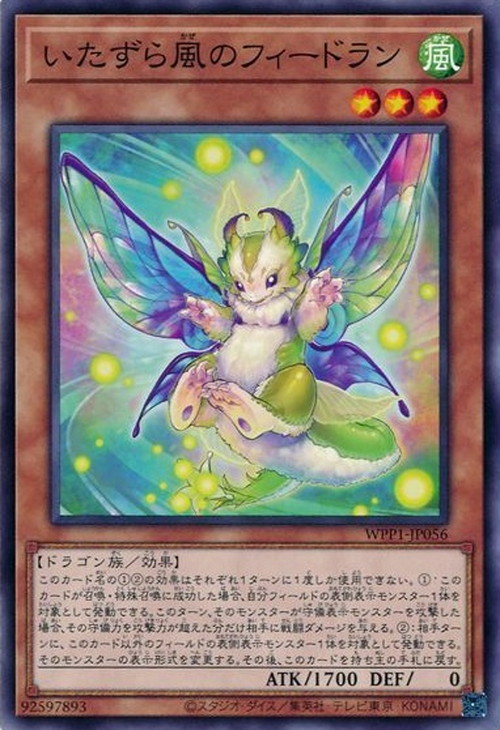 いたずら風のフィードラン
風
WPP1-JP056
【ドラゴン族／効果】
このカード名の①②の効果はそれぞれ1ターンに1度しか使用できない。①：この
カードが召喚・特殊召喚に成功した場合、自分フィールドの表側表示モンスター1体を
対象として発動できる。このターン、そのモンスターが守備表示モンスターを攻撃した
場合、その守備力を攻撃力が超えた分だけ相手に戦闘ダメージを与える。②：相手ター
ンに、このカード以外のフィールドの表側表示モンスター1体を対象として発動できる。
そのモンスターの表示形式を変更する。その後、このカードを持ち主の手札に戻す。
ATK/1700 DEF/ 0
92597893 ©スタジオ・ダイス／集英社・テレビ東京・KONAMI